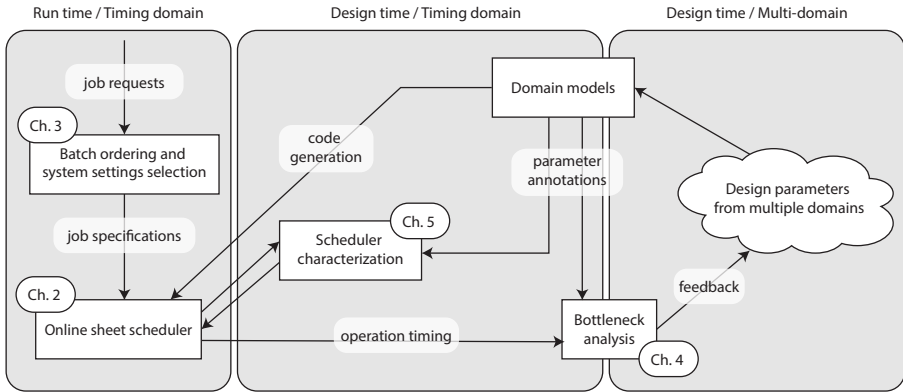 Run time / Timing domain
Design time / Timing domain
Design time / Multi-domain
job requests
Domain models
Ch. 3
Batch ordering and
system settings selection
code
generation
parameter
annotations
Design parameters
from multiple domains
job specifications
Ch. 5
Scheduler
characterization
Ch. 2
Online sheet scheduler
operation timing
Bottleneck
analysis
Ch. 4
feedback